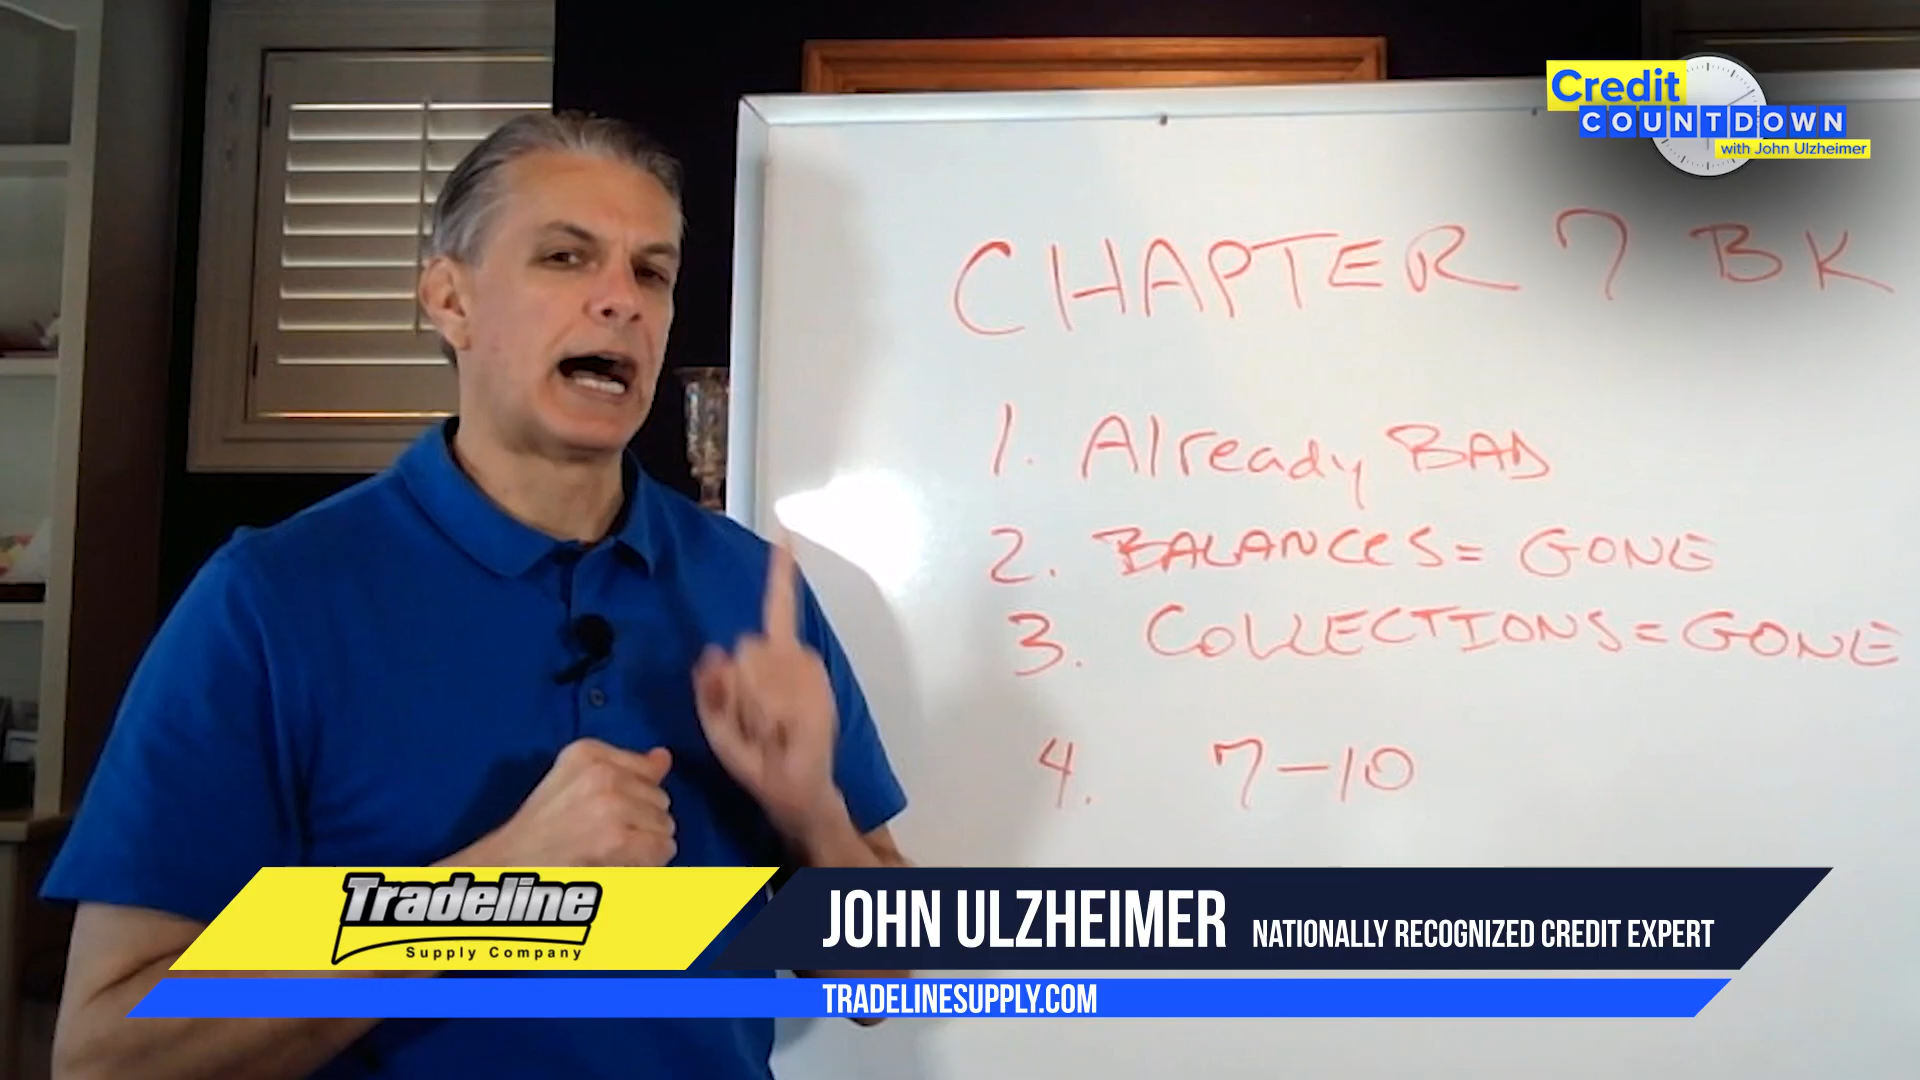 Credit
COUNTDOWN
with John Ulzheimer
CHAPTER 7 BK
1. Already BAD
2. BALANCES = GONE
3. COLLECTIONS = GONE
4. 7-10
Tradeline
Supply Company
JOHN ULZHEIMER NATIONALLY RECOGNIZED CREDIT EXPERT
TRADELINESUPPLY.COM